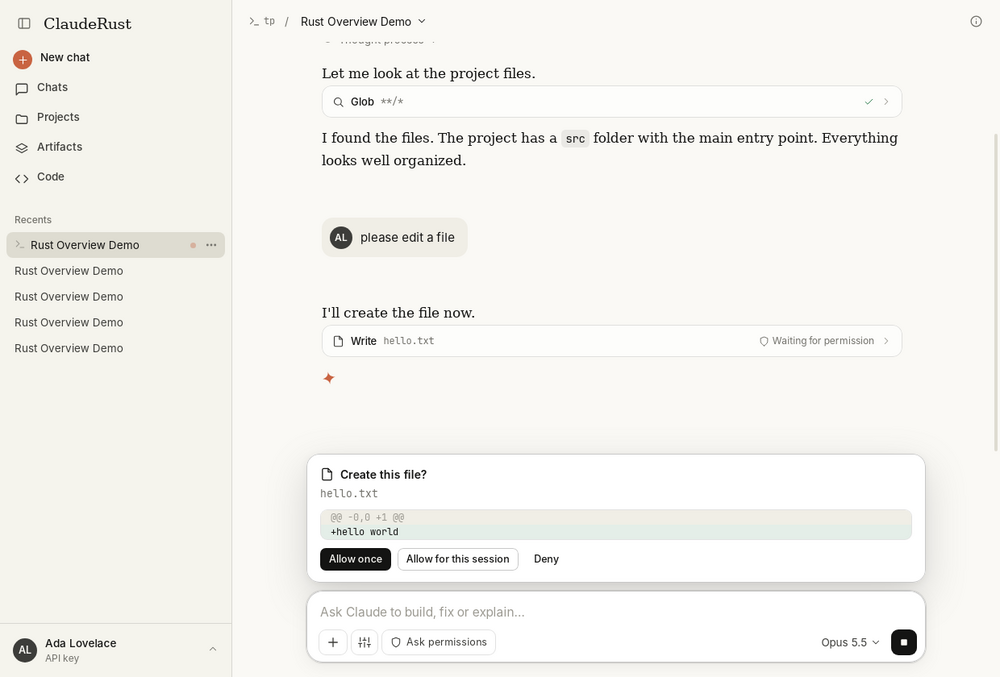 ClaudeRust
New chat
Chats
Projects
Artifacts
Code
Recents
Rust Overview Demo
Rust Overview Demo
Rust Overview Demo
Rust Overview Demo
Rust Overview Demo
Ada Lovelace
AL
API key
tp / Rust Overview Demo
Thought process
Let me look at the project files.
Glob **/*
I found the files. The project has a src folder with the main entry point. Everything
looks well organized.
AL please edit a file
I'll create the file now.
Write hello.txt Waiting for permission
Create this file?
hello.txt
@@ -0,0 +1 @@
+hello world
Allow once Allow for this session Deny
Ask Claude to build, fix or explain…
Ask permissions Opus 5.5